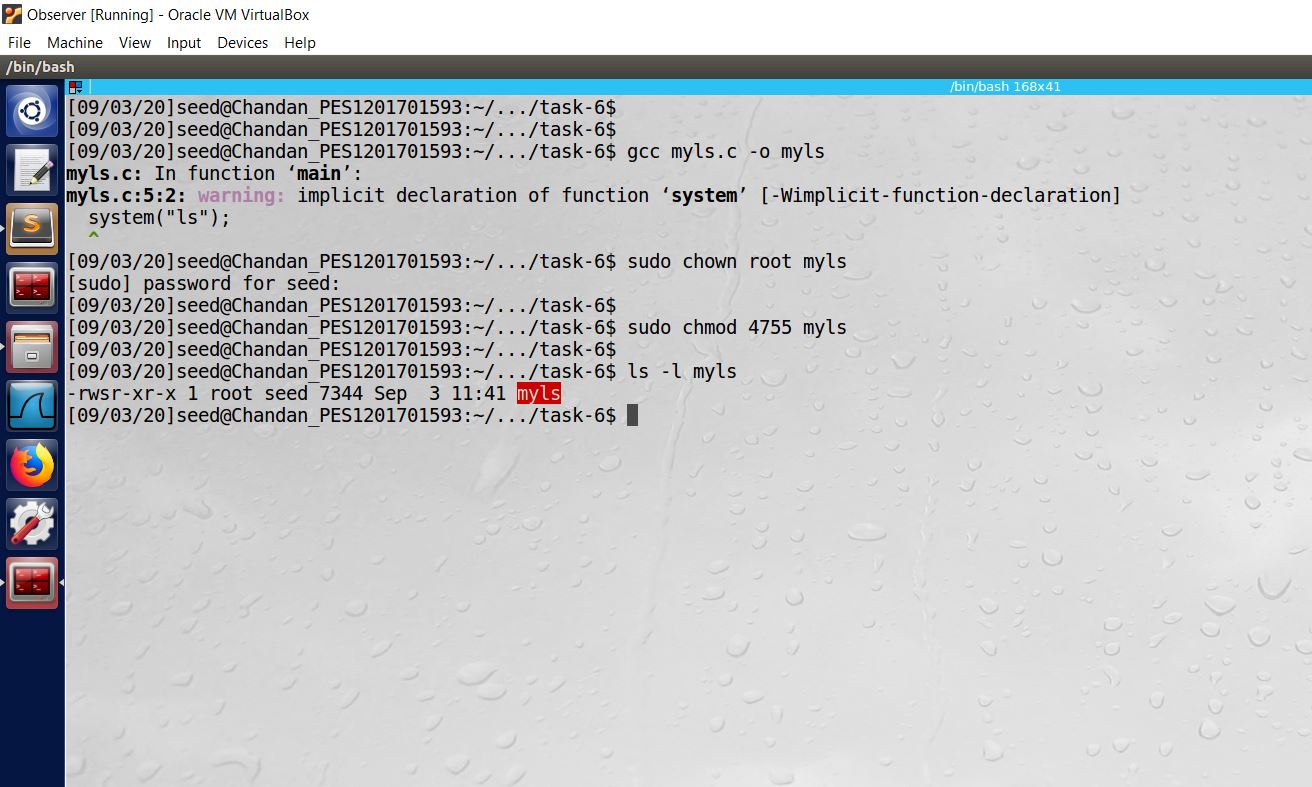 Observer [Running] - Oracle VM VirtualBox
File Machine View Input Devices Help
/bin/bash
/bin/bash 168x41
[09/03/20]seed@Chandan_PES1201701593:~/.../task-6$
[09/03/20]seed@Chandan_PES1201701593:~/.../task-6$
[09/03/20]seed@Chandan_PES1201701593:~/.../task-6$ gcc myls.c -o myls
myls.c: In function ‘main’:
myls.c:5:2: warning: implicit declaration of function ‘system’ [-Wimplicit-function-declaration]
  system("ls");
  ^
[09/03/20]seed@Chandan_PES1201701593:~/.../task-6$ sudo chown root myls
[sudo] password for seed:
[09/03/20]seed@Chandan_PES1201701593:~/.../task-6$
[09/03/20]seed@Chandan_PES1201701593:~/.../task-6$ sudo chmod 4755 myls
[09/03/20]seed@Chandan_PES1201701593:~/.../task-6$
[09/03/20]seed@Chandan_PES1201701593:~/.../task-6$ ls -l myls
-rwsr-xr-x 1 root seed 7344 Sep  3 11:41 myls
[09/03/20]seed@Chandan_PES1201701593:~/.../task-6$